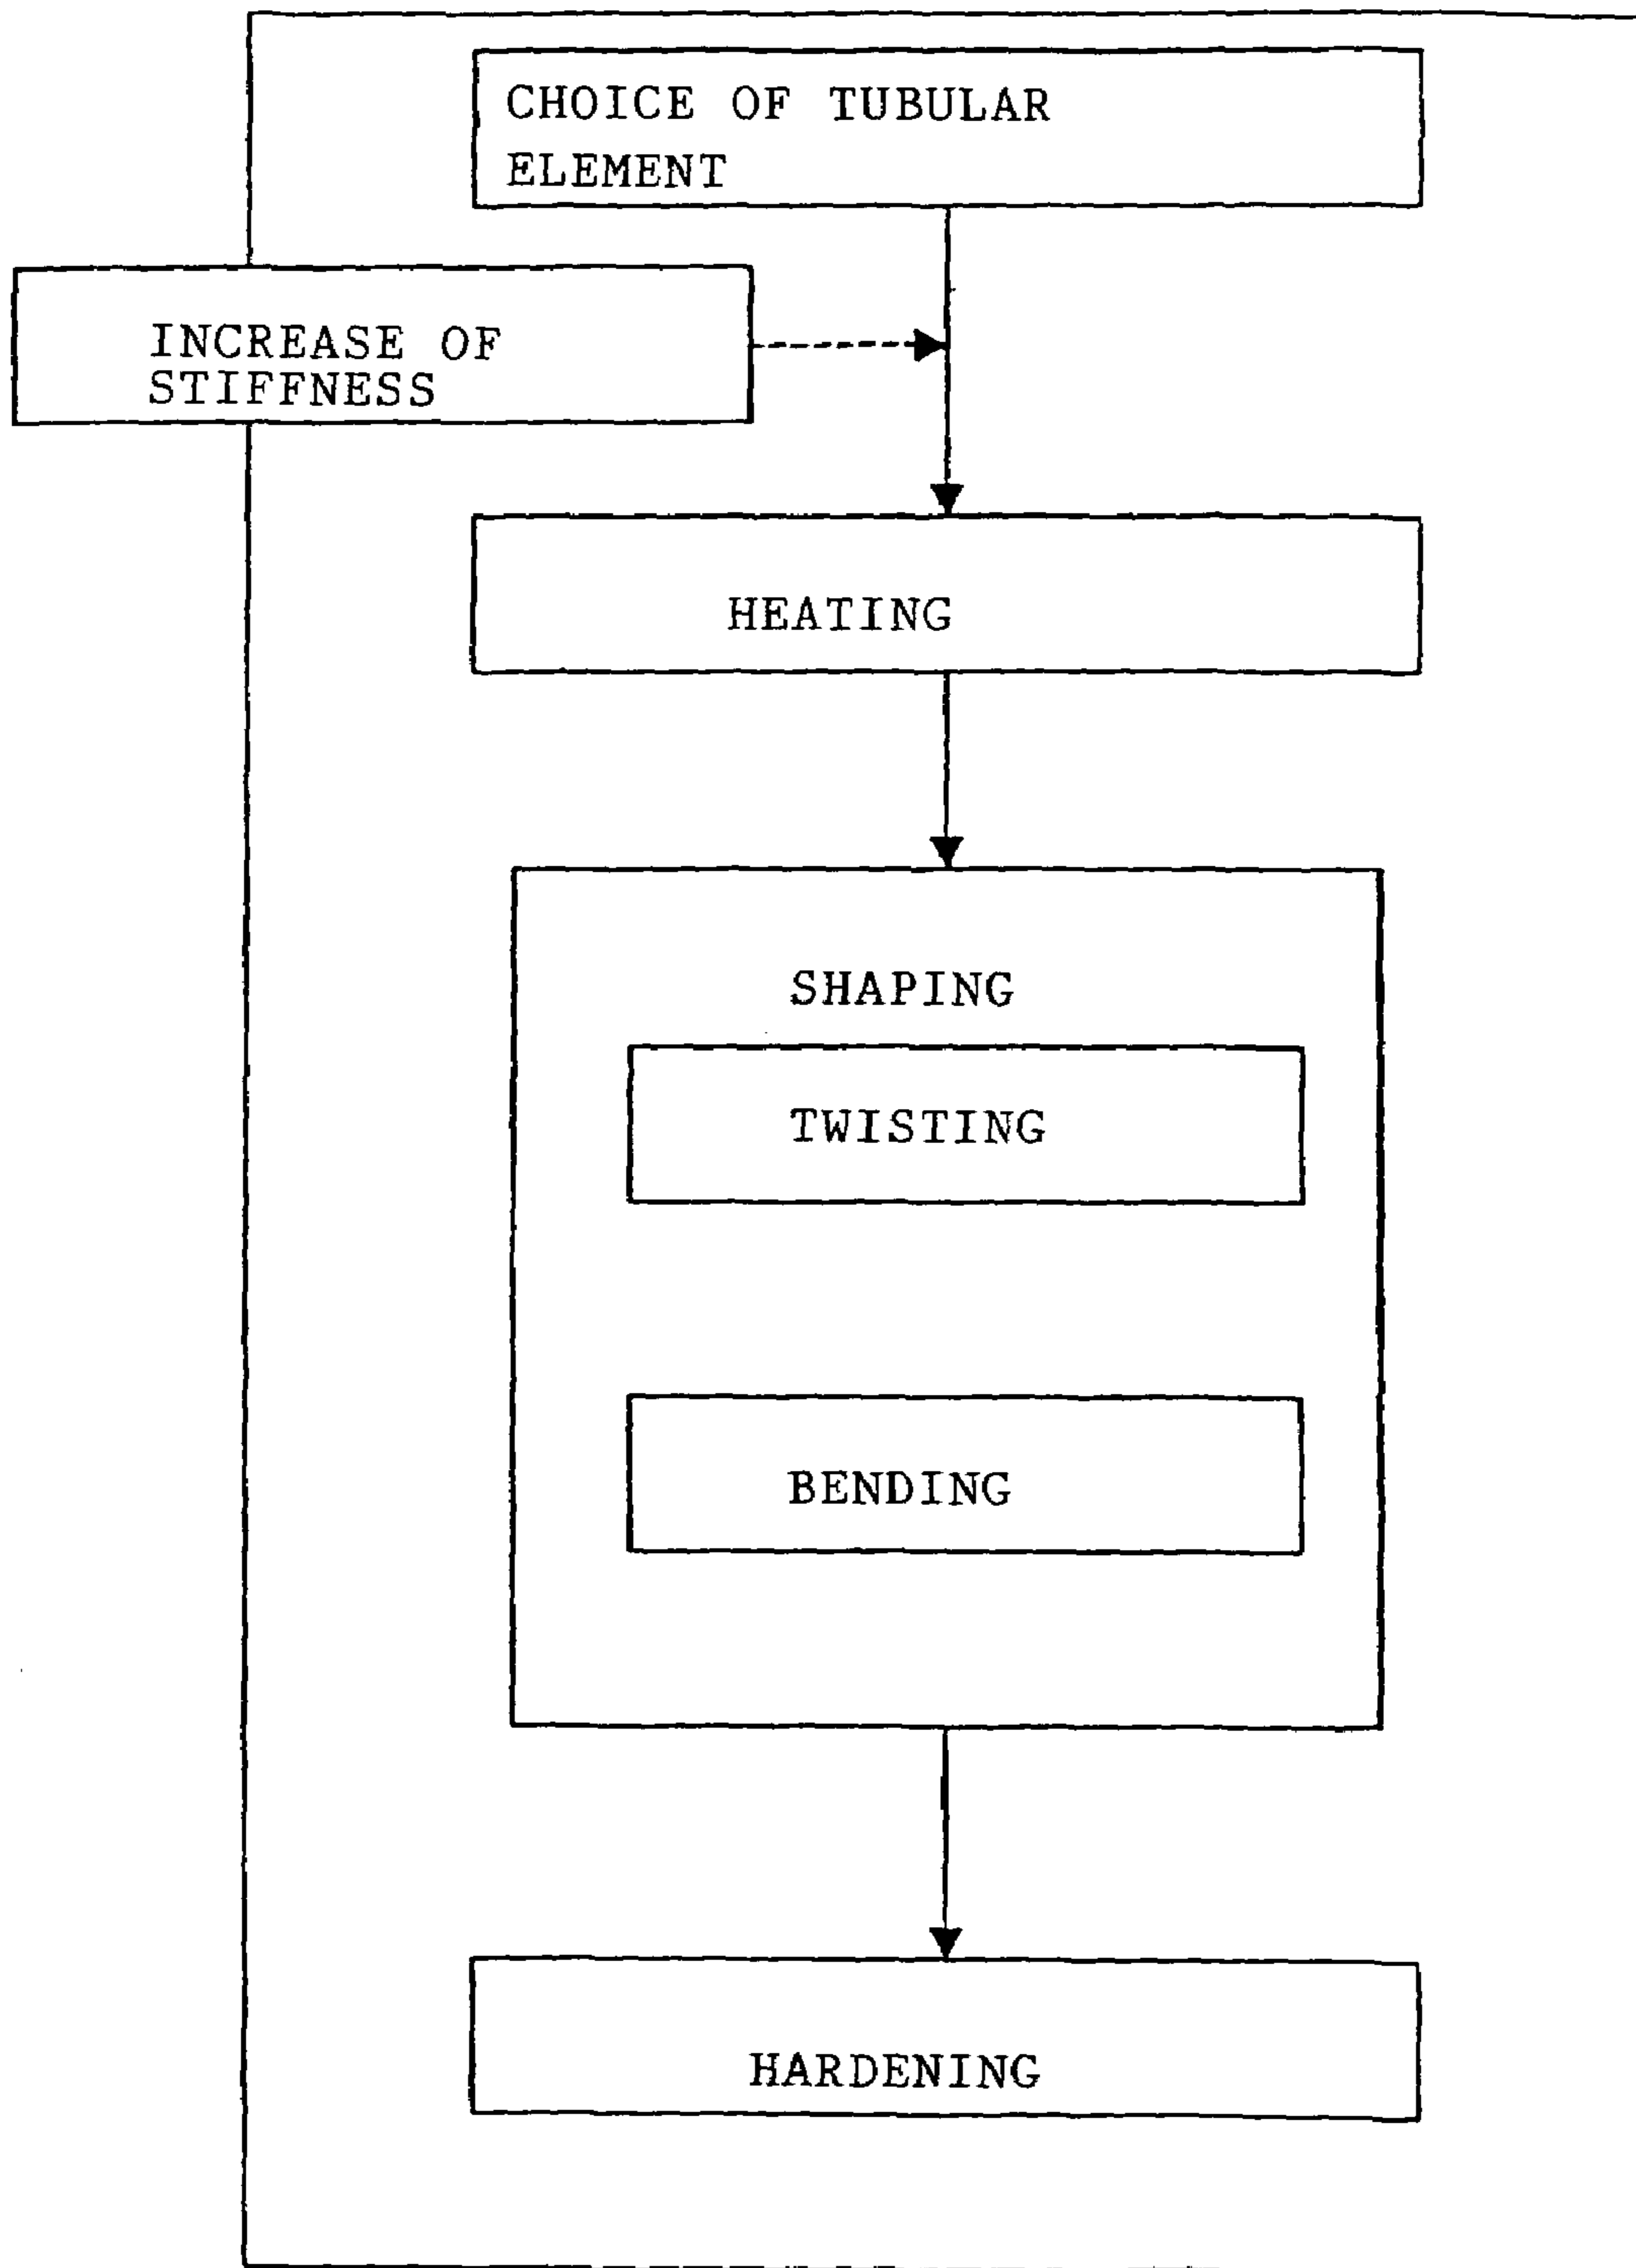 CHOICE OF TUBULAR
ELEMENT
INCREASE OF
STIFFNESS
HEATING
SHAPING
TWISTING
BENDING
HARDENING